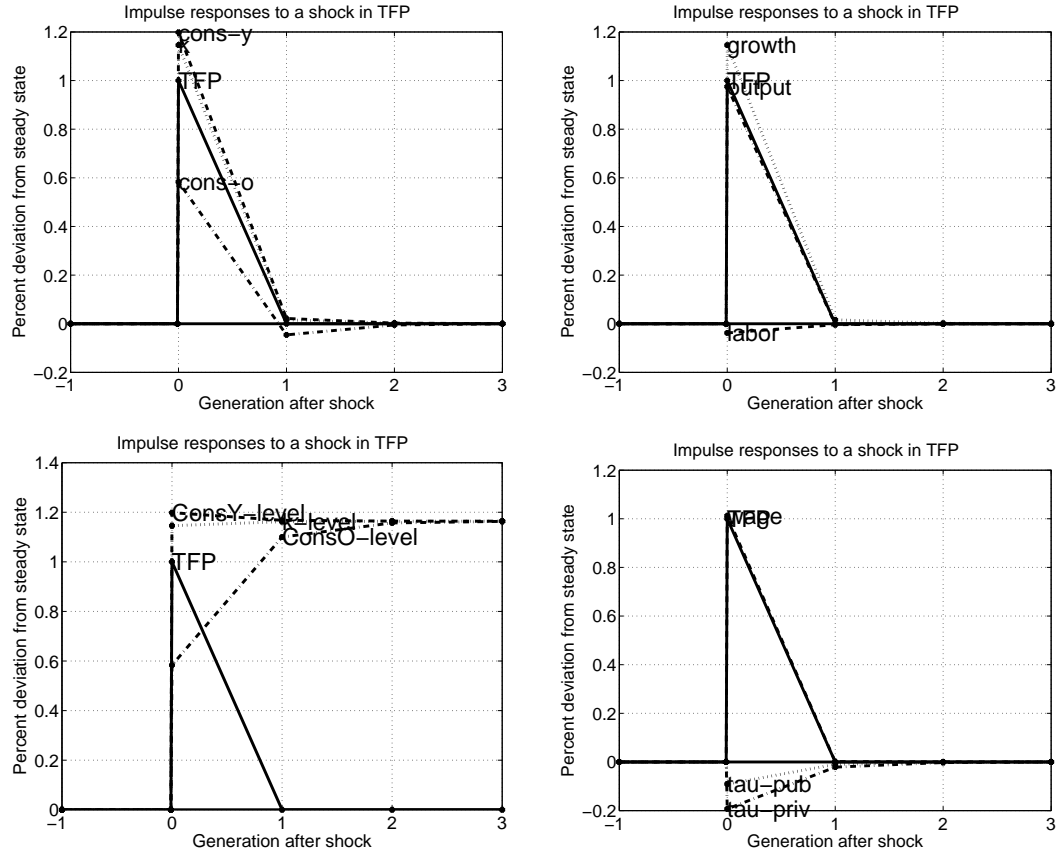 Impulse responses to a shock in TFP
Percent deviation from steady state
1.2
1
0.8
0.6
0.4
0.2
0
−0.2
cons−y
TFP
cons−o
−1 0 1 2 3
Generation after shock
Impulse responses to a shock in TFP
Percent deviation from steady state
1.2
1
0.8
0.6
0.4
0.2
0
−0.2
growth
TFP
output
labor
−1 0 1 2 3
Generation after shock
Impulse responses to a shock in TFP
Percent deviation from steady state
1.4
1.2
1
0.8
0.6
0.4
0.2
0
ConsY−level
k−level
ConsO−level
TFP
−1 0 1 2 3
Generation after shock
Impulse responses to a shock in TFP
Percent deviation from steady state
1.2
1
0.8
0.6
0.4
0.2
0
−0.2
TFP
wage
tau−pub
tau−priv
−1 0 1 2 3
Generation after shock